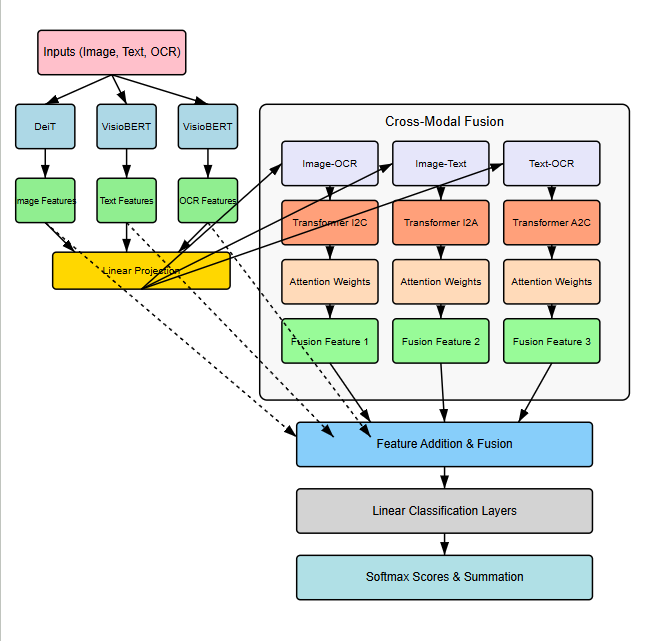 Inputs (Image, Text, OCR)
Cross-Modal Fusion
DeiT
VisioBERT
VisioBERT
Image-OCR
Image-Text
Text-OCR
mage Features
Text Features
OCR Features
Transformer I2C
Transformer I2A
Transformer A2C
Linear Projection
Attention Weights
Attention Weights
Attention Weights
Fusion Feature 1
Fusion Feature 2
Fusion Feature 3
Feature Addition & Fusion
Linear Classification Layers
Softmax Scores & Summation